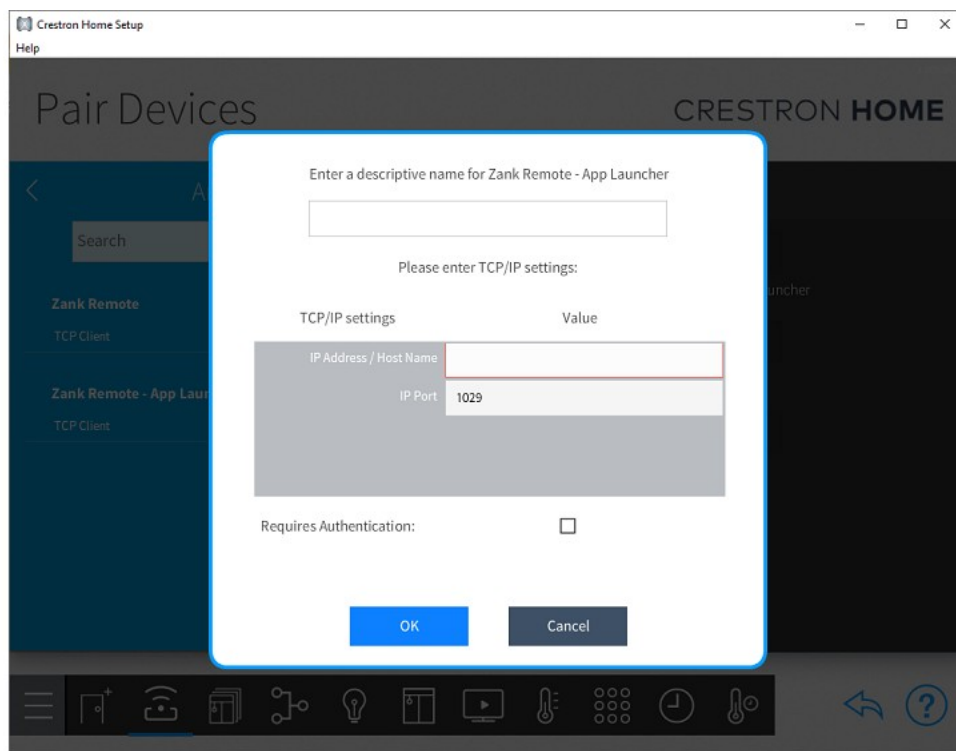 Crestron Home Setup
Help
Pair Devices
CRESTRON HOME
A
Search
Zank Remote
TCP Client
Zank Remote - App Laur
TCP Client
uncher
Enter a descriptive name for Zank Remote - App Launcher
Please enter TCP/IP settings:
TCP/IP settings Value
IP Address / Host Name
IP Port 1029
Requires Authentication:
OK Cancel
?